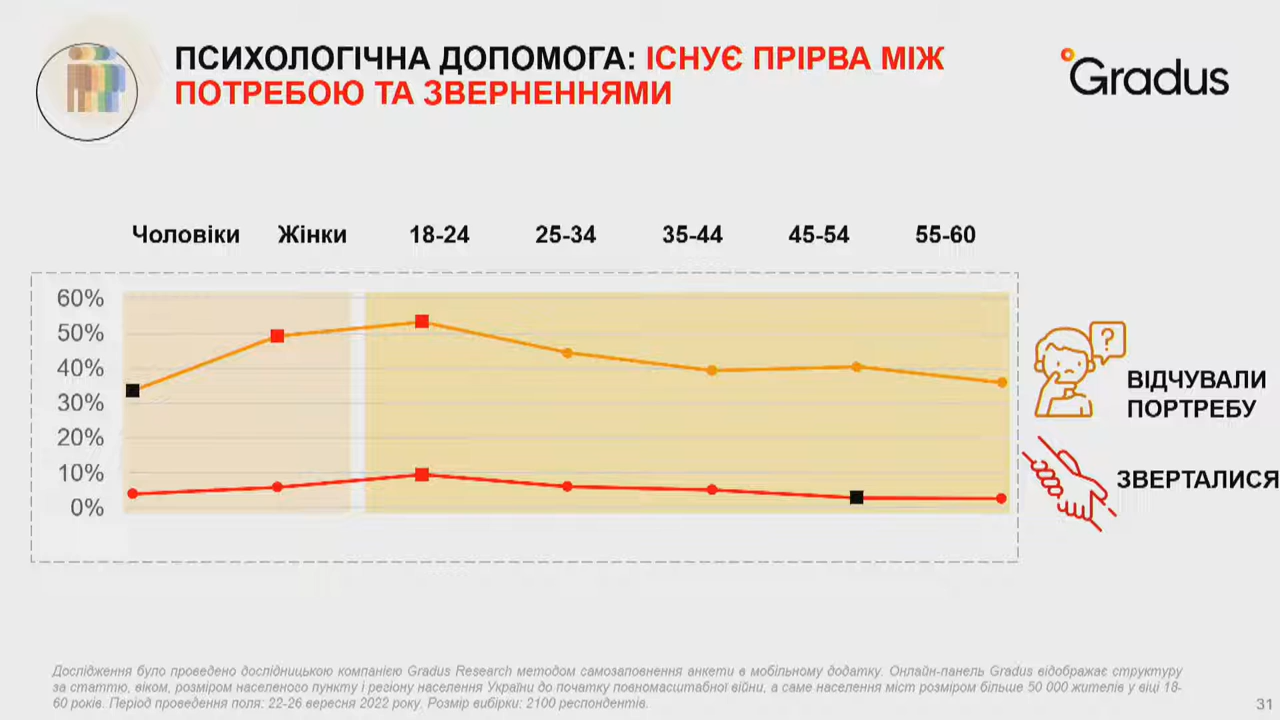 ПСИХОЛОГІЧНА ДОПОМОГА: ІСНУЄ ПРІРВА МІЖ
ПОТРЕБОЮ ТА ЗВЕРНЕННЯМИ
Gradus
Чоловіки Жінки 18-24 25-34 35-44 45-54 55-60
60%
50%
40%
30%
20%
10%
0%
?
ВІДЧУВАЛИ
ПОРТРЕБУ
ЗВЕРТАЛИСЯ
Дослідження було проведено дослідницькою компанією Gradus Research методом самозаповнення анкети в мобільному додатку. Онлайн-панель Gradus відображає структуру
за статтю, віком, розміром населеного пункту і регіону населення України до початку повномасштабної війни, а саме населення міст розміром більше 50 000 жителів у віці 18-
60 років. Період проведення поля: 22-26 вересня 2022 року. Розмір вибірки: 2100 респондентів.
31